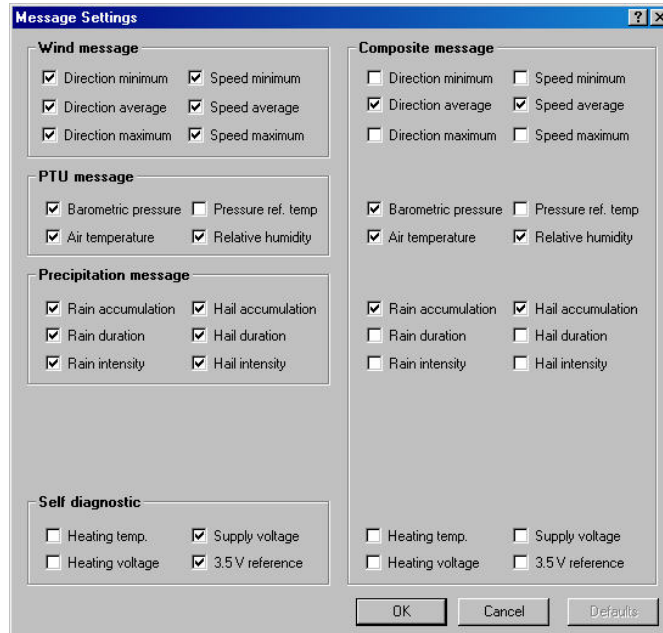 Message Settings
Wind message
Direction minimum Speed minimum
Direction average Speed average
Direction maximum Speed maximum
PTU message
Barometric pressure Pressure ref. temp
Air temperature Relative humidity
Precipitation message
Rain accumulation Hail accumulation
Rain duration Hail duration
Rain intensity Hail intensity
Self diagnostic
Heating temp. Supply voltage
Heating voltage 3.5 V reference
Composite message
Direction minimum Speed minimum
Direction average Speed average
Direction maximum Speed maximum
Barometric pressure Pressure ref. temp
Air temperature Relative humidity
Rain accumulation Hail accumulation
Rain duration Hail duration
Rain intensity Hail intensity
Heating temp. Supply voltage
Heating voltage 3.5 V reference
OK Cancel Defaults